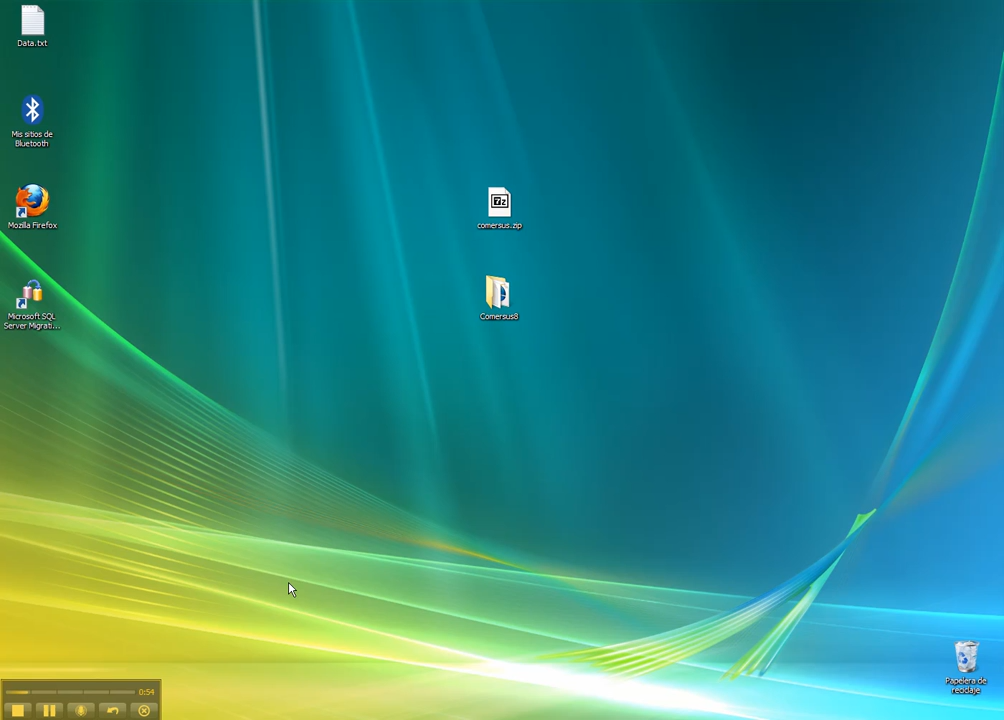 Data.txt
Mis sitios de
Bluetooth
Mozilla Firefox
Microsoft SQL
Server Migrati...
comersus.zip
7z
Comersus8
Papelera de
reciclaje
0:54